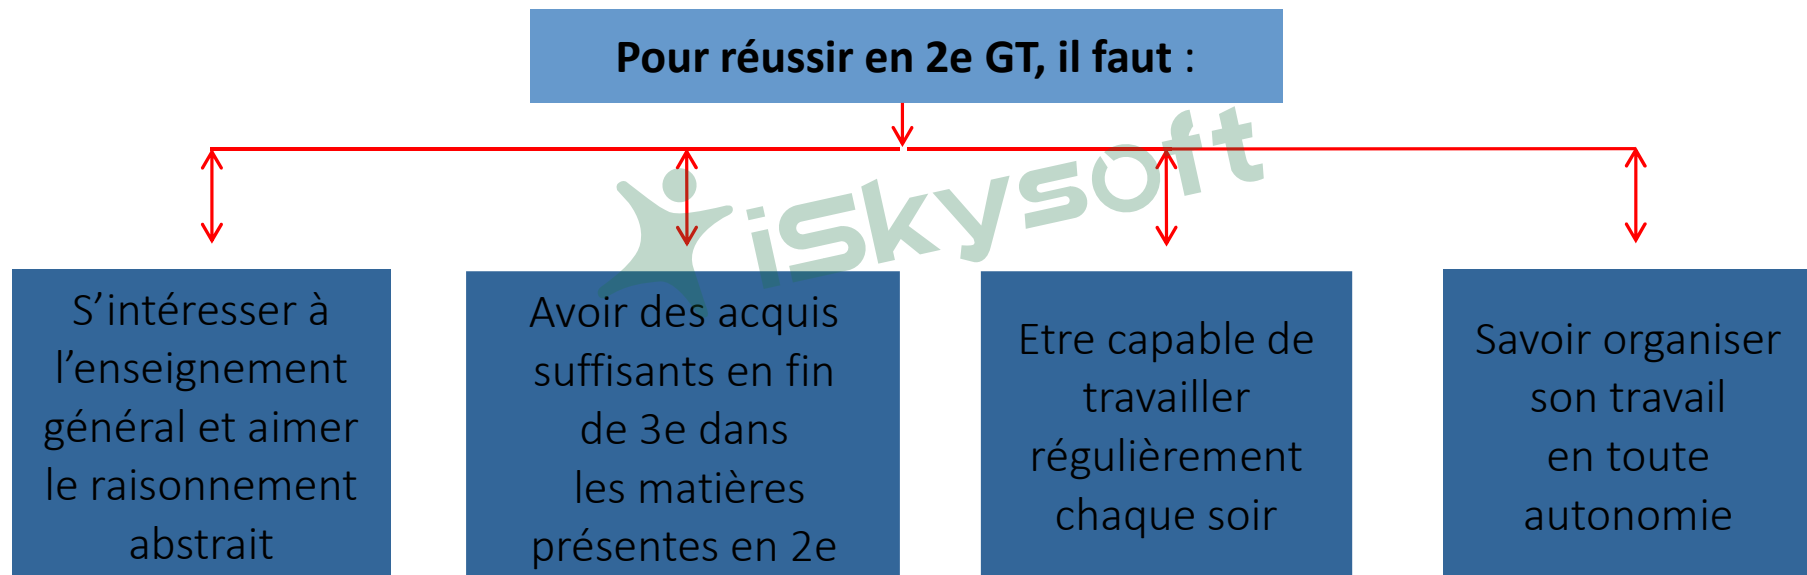 Pour réussir en 2e GT, il faut :
iSkysoft
S’intéresser à
l’enseignement
général et aimer
le raisonnement
abstrait
Avoir des acquis
suffisants en fin
de 3e dans
les matières
présentes en 2e
Etre capable de
travailler
régulièrement
chaque soir
Savoir organiser
son travail
en toute
autonomie